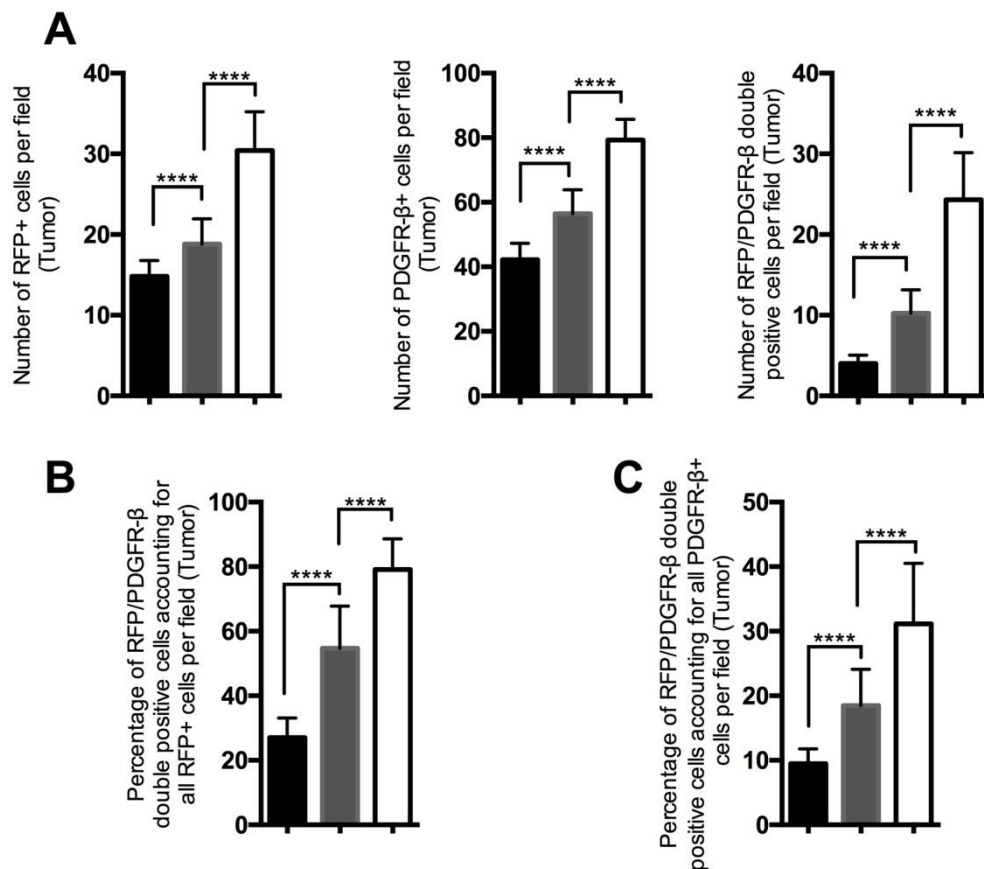 A
Number of RFP+ cells per field
(Tumor)
40
30
20
10
0
****
****
Number of PDGFR-β+ cells per field
(Tumor)
100
80
60
40
20
0
****
****
Number of RFP/PDGFR-β double
positive cells per field (Tumor)
40
30
20
10
0
****
****
B
Percentage of RFP/PDGFR-β
double positive cells accounting for
all RFP+ cells per field (Tumor)
100
80
60
40
20
0
****
****
C
Percentage of RFP/PDGFR-β double
positive cells accounting for all PDGFR-β+
cells per field (Tumor)
50
40
30
20
10
0
****
****